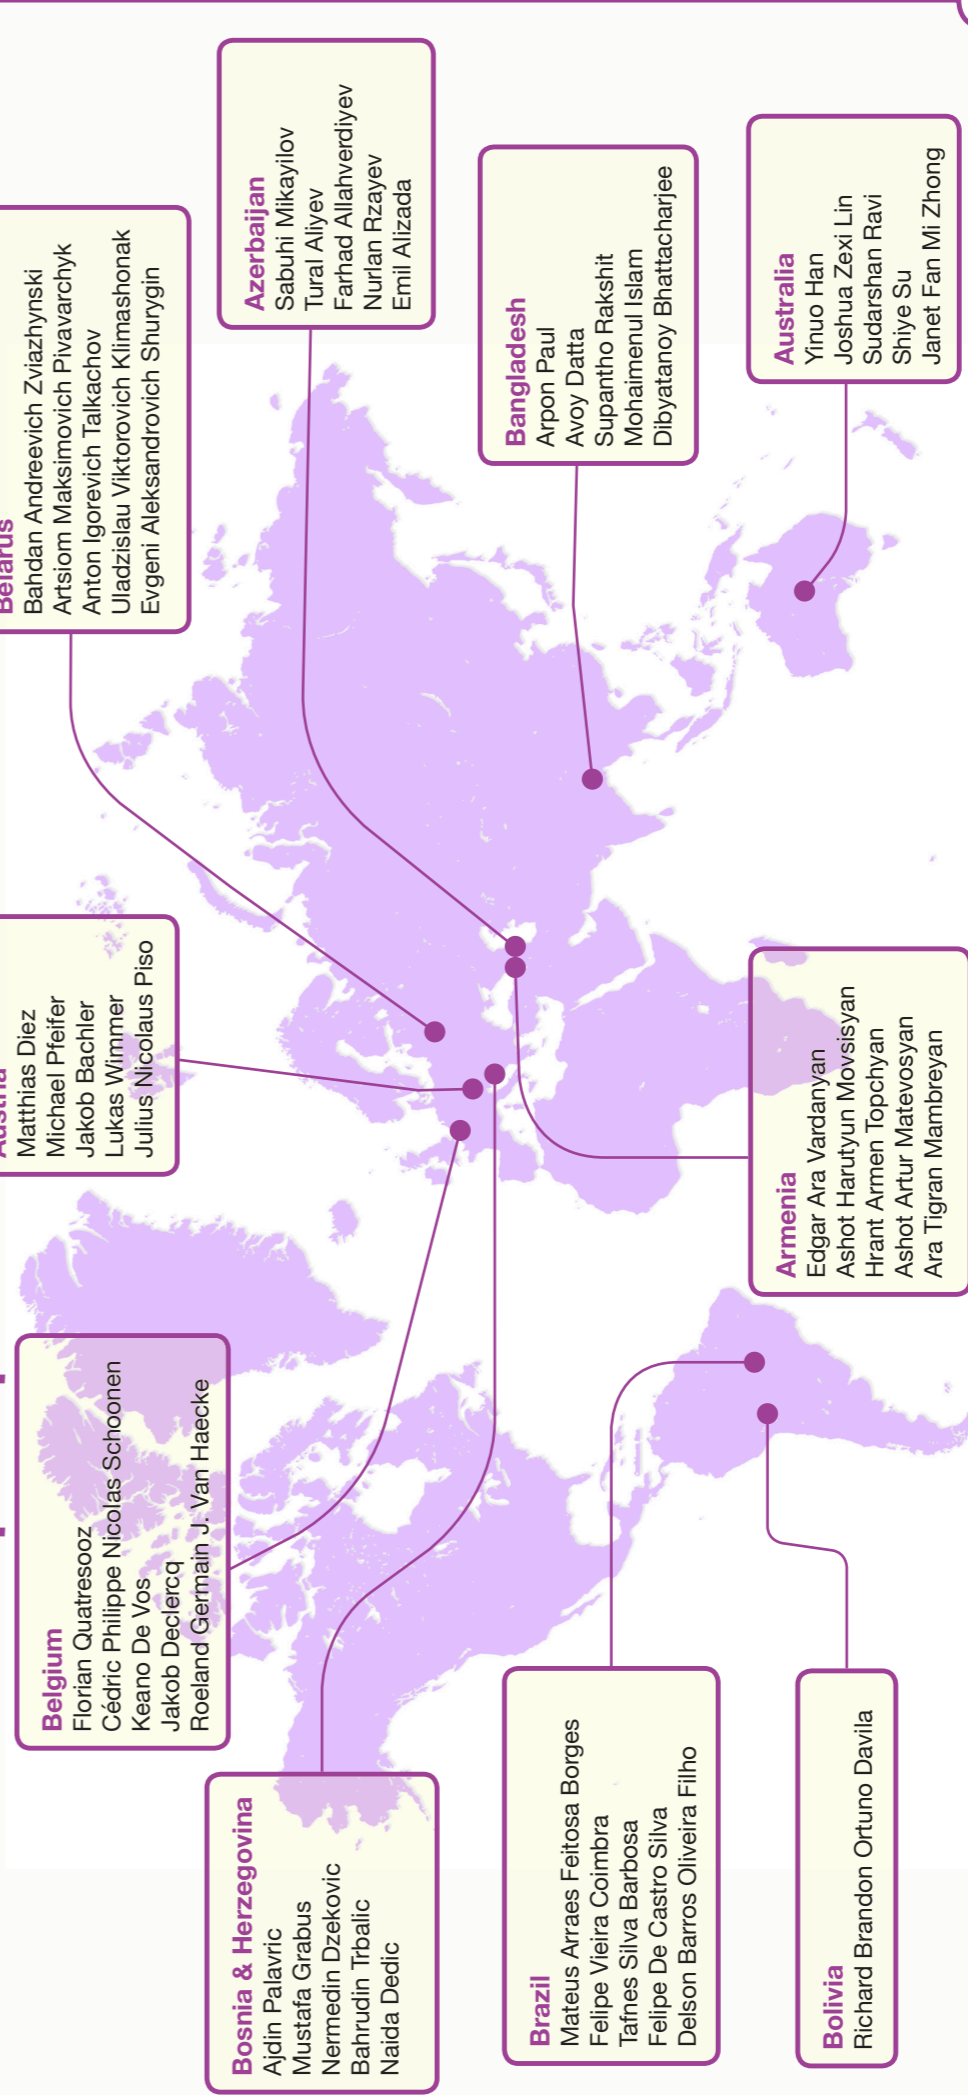 Belgium
Florian Quatresooz
Cédric Philippe Nicolas Schoonen
Keano De Vos
Jakob Declercq
Roeland Germain J. Van Haecke
Austria
Matthias Diez
Michael Pfeifer
Jakob Bachler
Lukas Wimmer
Julius Nicolaus Piso
Belarus
Bahdan Andreevich Zviazhynski
Artsiom Maksimovich Pivavarchyk
Anton Igorevich Talkachov
Uladzislau Viktorovich Klimashonak
Evgeni Aleksandrovich Shurygin
Bosnia & Herzegovina
Ajdin Palavric
Mustafa Grabus
Nermedin Dzekovic
Bahrudin Trbalic
Naida Dedic
Azerbaijan
Sabuhi Mikayilov
Tural Aliyev
Farhad Allahverdiyev
Nurlan Rzayev
Emil Alizada
Brazil
Mateus Arraes Feitosa Borges
Felipe Vieira Coimbra
Tafnes Silva Barbosa
Felipe De Castro Silva
Delson Barros Oliveira Filho
Bangladesh
Arpon Paul
Avoy Datta
Supantho Rakshit
Mohaimenul Islam
Dibyatanoy Bhattacharjee
Bolivia
Richard Brandon Ortuno Davila
Armenia
Edgar Ara Vardanyan
Ashot Harutyun Movsisyan
Hrant Armen Topchyan
Ashot Artur Matevosyan
Ara Tigran Mambreyan
Australia
Yinuo Han
Joshua Zexi Lin
Sudarshan Ravi
Shiye Su
Janet Fan Mi Zhong